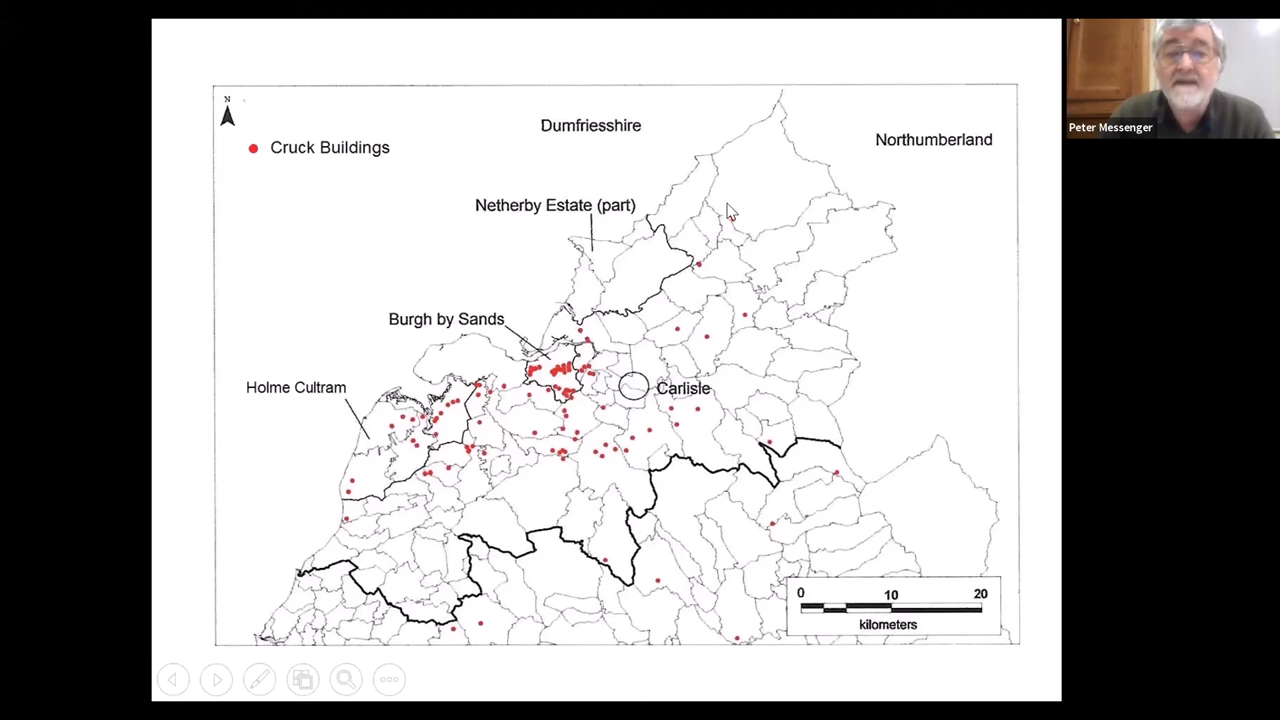 Peter Messenger
N
Dumfriesshire
Northumberland
Cruck Buildings
Netherby Estate (part)
Burgh by Sands
Holme Cultram
Carlisle
0 10 20
kilometers